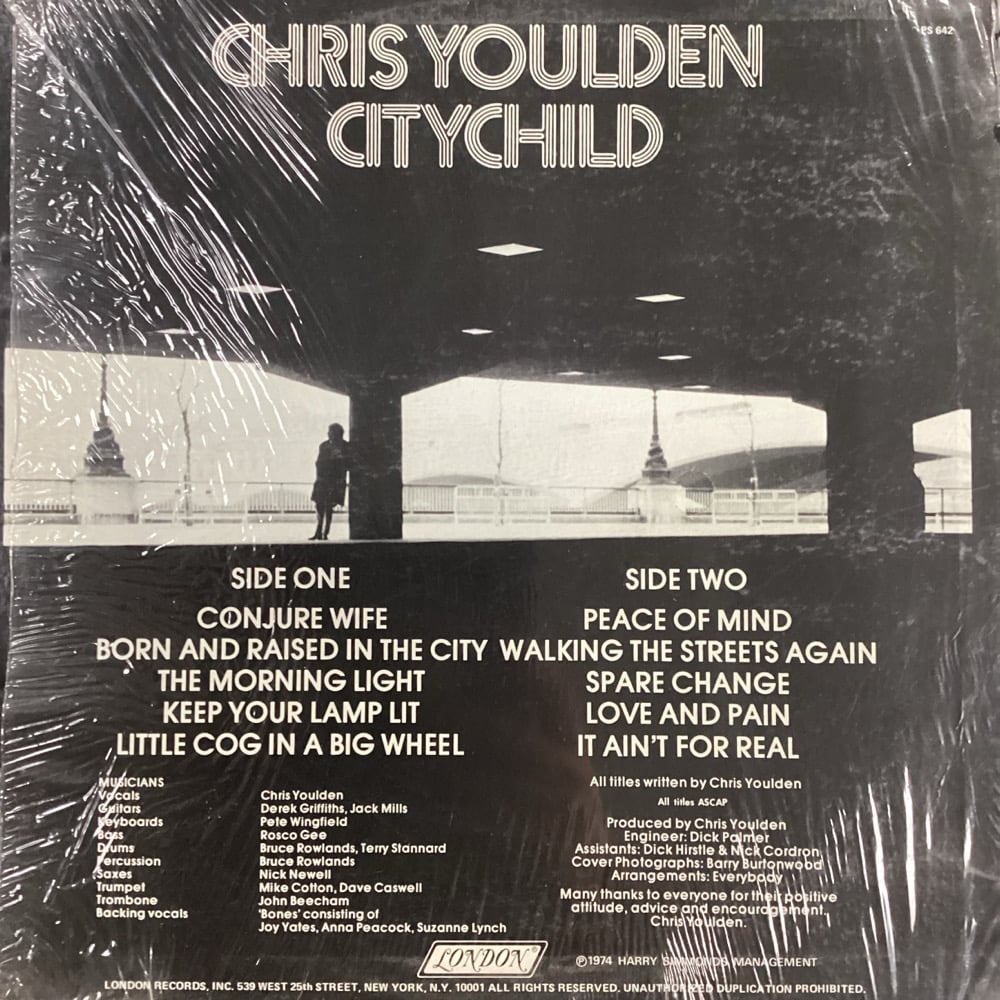 CHRIS YOULDEN
PS 642
CITYCHILD
SIDE ONE
CONJURE WIFE
BORN AND RAISED IN THE CITY
THE MORNING LIGHT
KEEP YOUR LAMP LIT
LITTLE COG IN A BIG WHEEL
SIDE TWO
PEACE OF MIND
WALKING THE STREETS AGAIN
SPARE CHANGE
LOVE AND PAIN
IT AIN'T FOR REAL
MUSICIANS
Vocals Chris Youlden
Guitars Derek Griffiths, Jack Mills
Keyboards Pete Wingfield
Bass Rosco Gee
Drums Bruce Rowlands, Terry Stannard
Percussion Bruce Rowlands
Saxes Nick Newell
Trumpet Mike Cotton, Dave Caswell
Trombone John Beecham
Backing vocals 'Bones' consisting of
Joy Yates, Anna Peacock, Suzanne Lynch
All titles written by Chris Youlden
All titles ASCAP
Produced by Chris Youlden
Engineer: Dick Palmer
Assistants: Dick Hirstle & Nick Cordron
Cover Photographs: Barry Burtonwood
Arrangements: Everybody
Many thanks to everyone for their positive
attitude, advice and encouragement.
Chris Youlden.
LONDON®
℗1974 HARRY SIMMONDS MANAGEMENT
LONDON RECORDS, INC. 539 WEST 25th STREET, NEW YORK, N.Y. 10001 ALL RIGHTS RESERVED. UNAUTHORIZED DUPLICATION PROHIBITED.